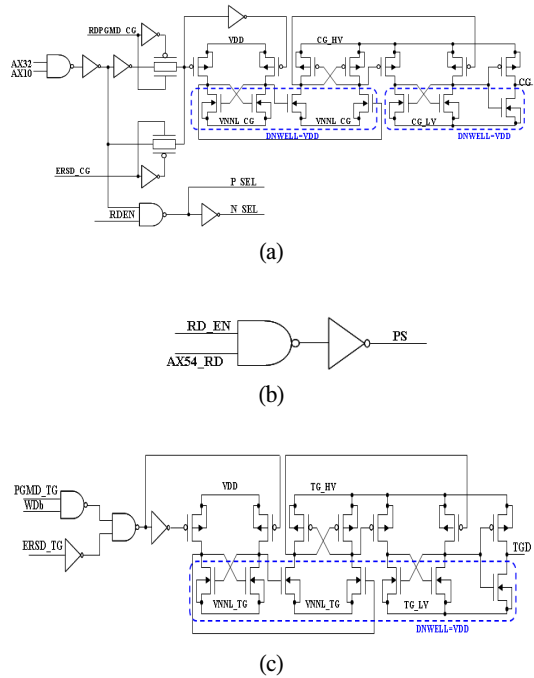 RDPGMD_CG
VDD
CG_HV
AX32
AX10
CG
VNNL_CG
VNNL_CG
CG_LV
DNWELL=VDD
DNWELL=VDD
ERSD_CG
P_SEL
RDEN
N_SEL
(a)
RD_EN
PS
AX54_RD
(b)
PGMD_TG
WDb
VDD
TG_HV
ERSD_TG
TGD
VNNL_TG
VNNL_TG
TG_LV
DNWELL=VDD
(c)